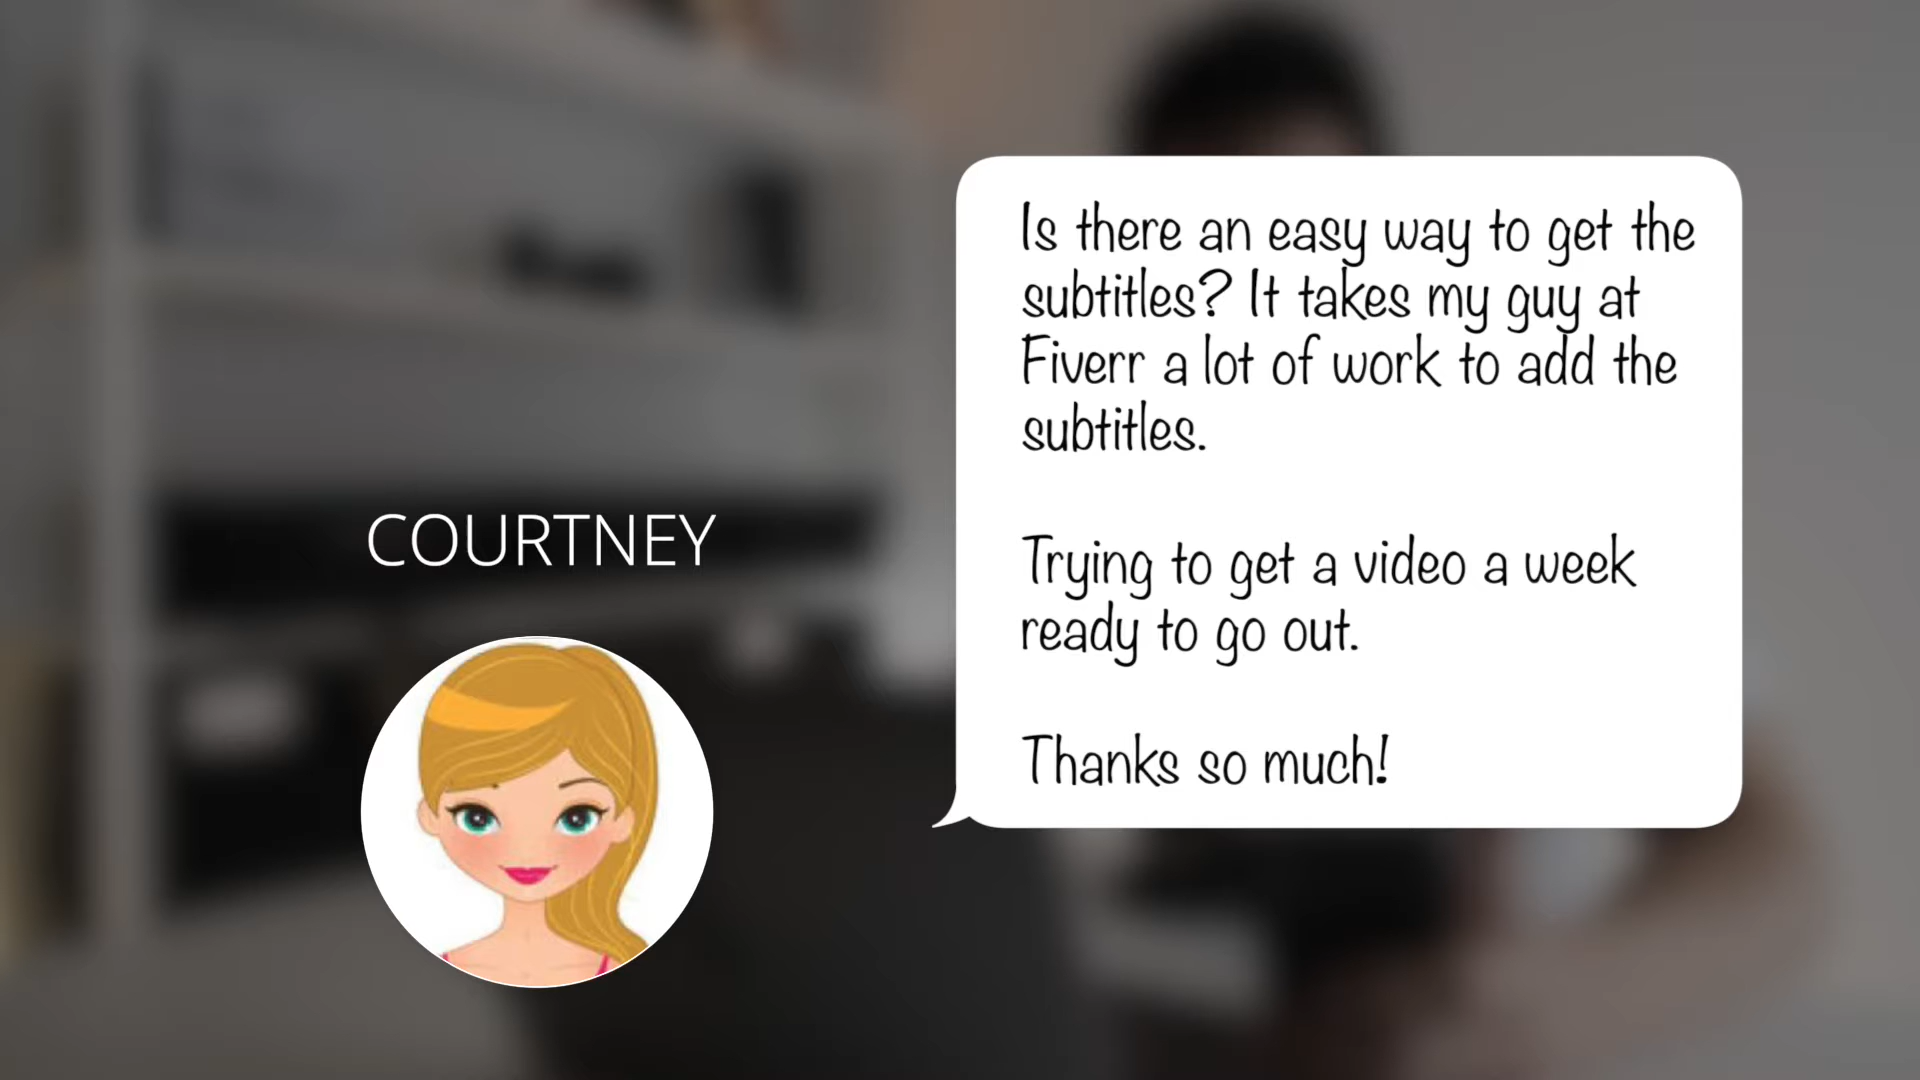 Is there an easy way to get the
subtitles? It takes my guy at
Fiverr a lot of work to add the
subtitles.
Trying to get a video a week
ready to go out.
Thanks so much!
COURTNEY